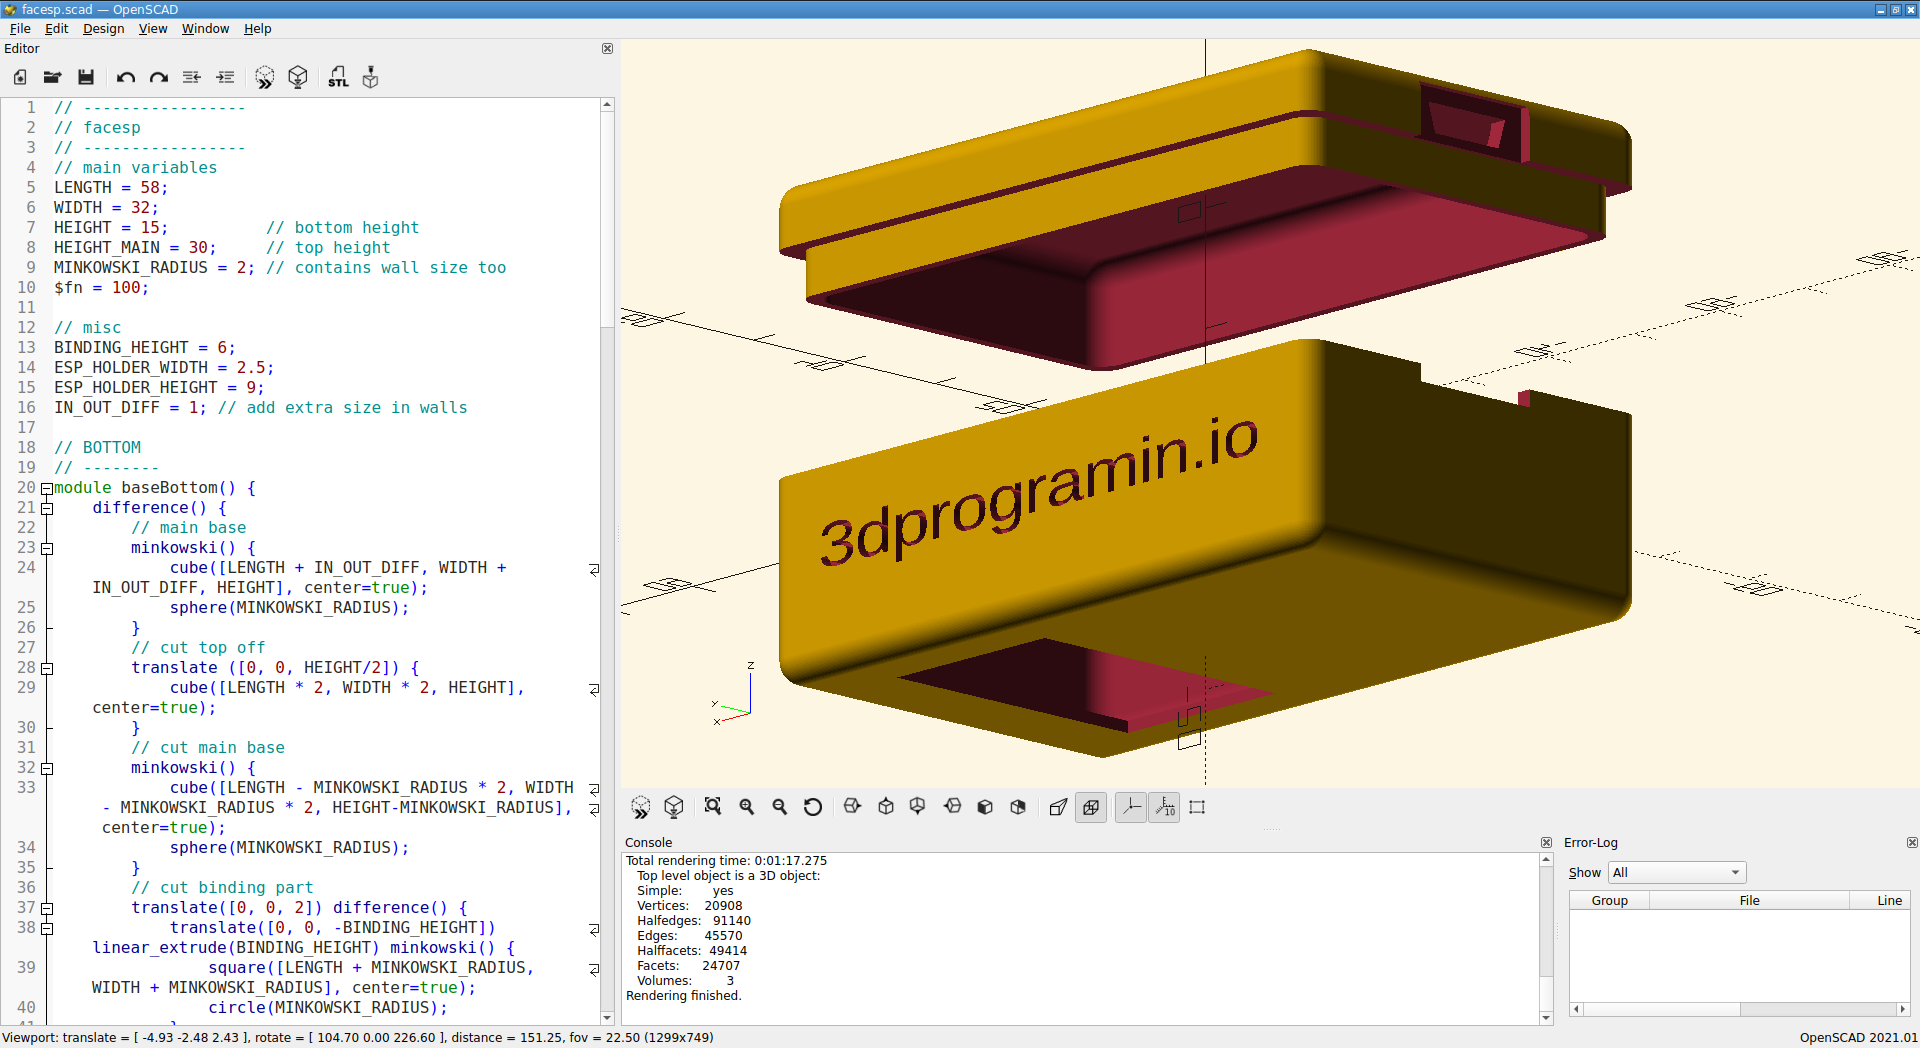 facesp.scad — OpenSCAD
File Edit Design View Window Help
Editor
STL
1 // -----------------
2 // facesp
3 // -----------------
4 // main variables
5 LENGTH = 58;
6 WIDTH = 32;
7 HEIGHT = 15; // bottom height
8 HEIGHT_MAIN = 30; // top height
9 MINKOWSKI_RADIUS = 2; // contains wall size too
10 $fn = 100;
11
12 // misc
13 BINDING_HEIGHT = 6;
14 ESP_HOLDER_WIDTH = 2.5;
15 ESP_HOLDER_HEIGHT = 9;
16 IN_OUT_DIFF = 1; // add extra size in walls
17
18 // BOTTOM
19 // --------
20 module baseBottom() {
21 difference() {
22 // main base
23 minkowski() {
24 cube([LENGTH + IN_OUT_DIFF, WIDTH +
IN_OUT_DIFF, HEIGHT], center=true);
25 sphere(MINKOWSKI_RADIUS);
26 }
27 // cut top off
28 translate ([0, 0, HEIGHT/2]) {
29 cube([LENGTH * 2, WIDTH * 2, HEIGHT],
center=true);
30 }
31 // cut main base
32 minkowski() {
33 cube([LENGTH - MINKOWSKI_RADIUS * 2, WIDTH
- MINKOWSKI_RADIUS * 2, HEIGHT-MINKOWSKI_RADIUS],
center=true);
34 sphere(MINKOWSKI_RADIUS);
35 }
36 // cut binding part
37 translate([0, 0, 2]) difference() {
38 translate([0, 0, -BINDING_HEIGHT])
linear_extrude(BINDING_HEIGHT) minkowski() {
39 square([LENGTH + MINKOWSKI_RADIUS,
WIDTH + MINKOWSKI_RADIUS], center=true);
40 circle(MINKOWSKI_RADIUS);
3dprogramin.io
z
y
x
10
Console
Total rendering time: 0:01:17.275
Top level object is a 3D object:
Simple: yes
Vertices: 20908
Halfedges: 91140
Edges: 45570
Halffacets: 49414
Facets: 24707
Volumes: 3
Rendering finished.
Error-Log
Show All
Group File Line
Viewport: translate = [ -4.93 -2.48 2.43 ], rotate = [ 104.70 0.00 226.60 ], distance = 151.25, fov = 22.50 (1299x749)
OpenSCAD 2021.01